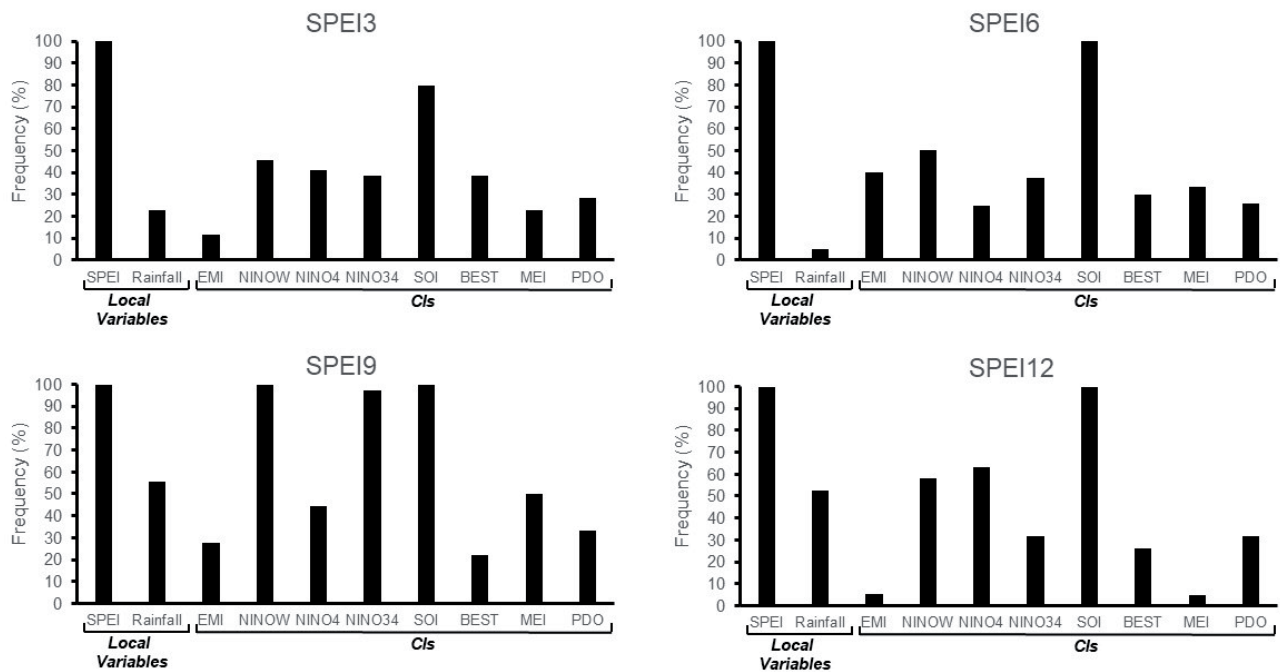 SPEI3
Frequency (%)
100
90
80
70
60
50
40
30
20
10
0
SPEI Rainfall EMI NINOW NINO4 NINO34 SOI BEST MEI PDO
Local
Variables
CIs
SPEI6
Frequency (%)
100
90
80
70
60
50
40
30
20
10
0
SPEI Rainfall EMI NINOW NINO4 NINO34 SOI BEST MEI PDO
Local
Variables
CIs
SPEI9
Frequency (%)
100
90
80
70
60
50
40
30
20
10
0
SPEI Rainfall EMI NINOW NINO4 NINO34 SOI BEST MEI PDO
Local
Variables
CIs
SPEI12
Frequency (%)
100
90
80
70
60
50
40
30
20
10
0
SPEI Rainfall EMI NINOW NINO4 NINO34 SOI BEST MEI PDO
Local
Variables
CIs